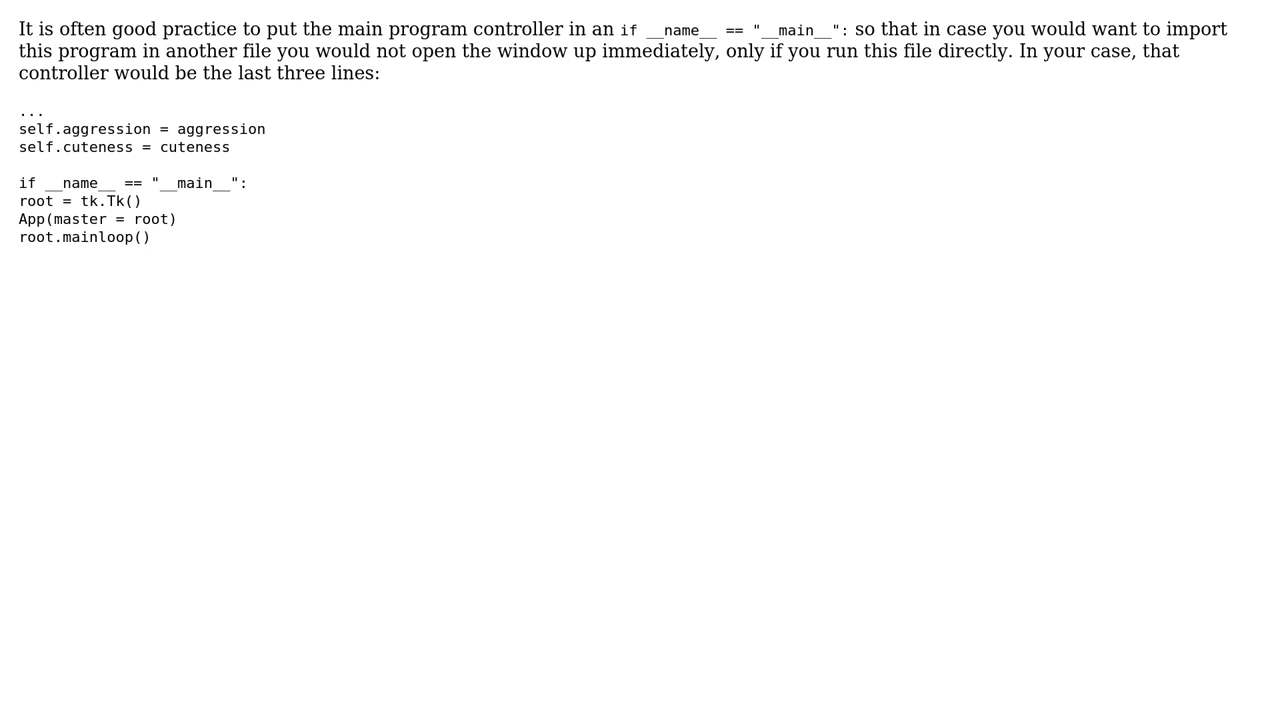 It is often good practice to put the main program controller in an if __name__ == "__main__": so that in case you would want to import
this program in another file you would not open the window up immediately, only if you run this file directly. In your case, that
controller would be the last three lines:
...
self.aggression = aggression
self.cuteness = cuteness
if __name__ == "__main__":
root = tk.Tk()
App(master = root)
root.mainloop()